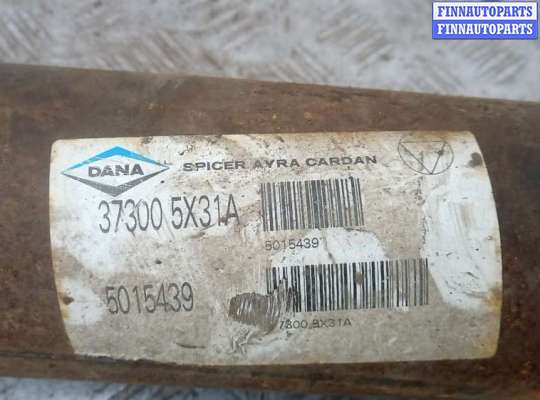 FINNAUTOPARTS
FINNAUTOPARTS
DANA
SPICER AYRA CARDAN
37300 5X31A
5015439
5015439
7300 5X31A